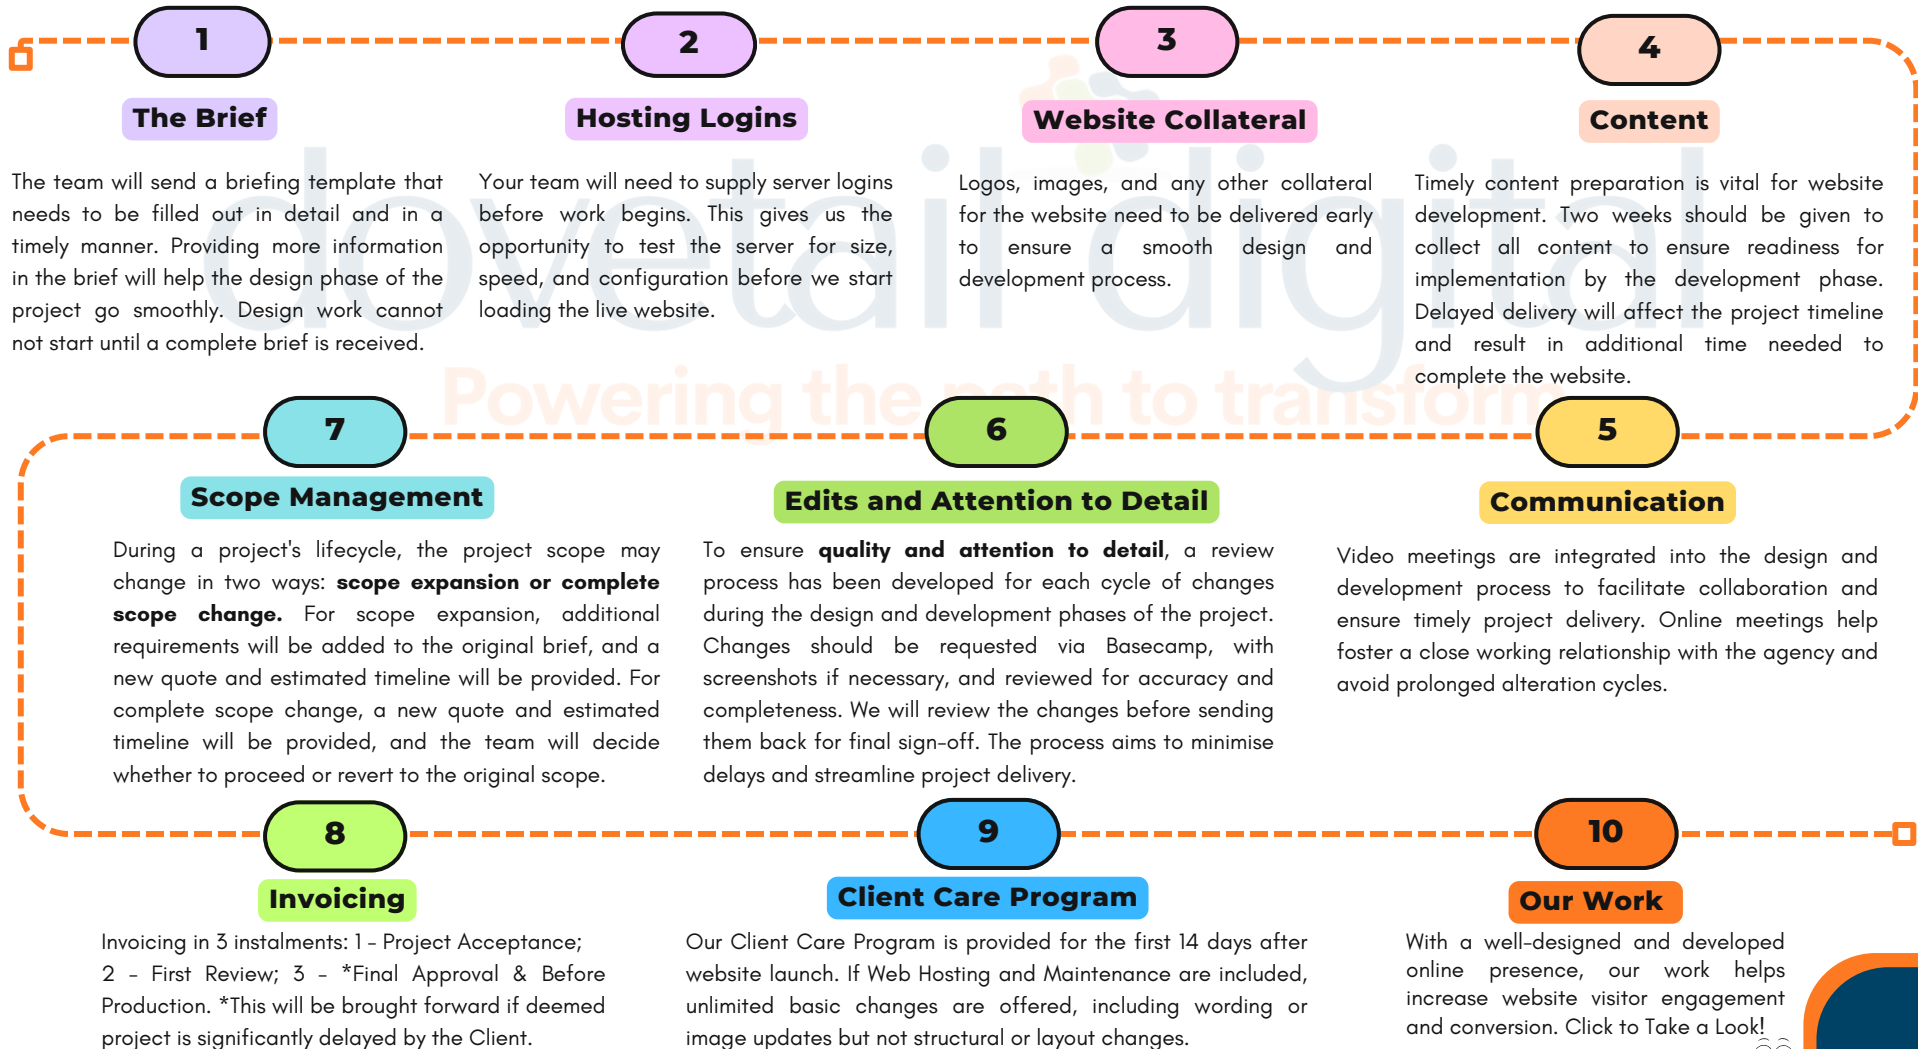 1
The Brief
The team will send a briefing template that
needs to be filled out in detail and in a
timely manner. Providing more information
in the brief will help the design phase of the
project go smoothly. Design work cannot
not start until a complete brief is received.
2
Hosting Logins
Your team will need to supply server logins
before work begins. This gives us the
opportunity to test the server for size,
speed, and configuration before we start
loading the live website.
3
Website Collateral
Logos, images, and any other collateral
for the website need to be delivered early
to ensure a smooth design and
development process.
4
Content
Timely content preparation is vital for website
development. Two weeks should be given to
collect all content to ensure readiness for
implementation by the development phase.
Delayed delivery will affect the project timeline
and result in additional time needed to
complete the website.
dovetail digital
Powering the path to transform
5
Communication
Video meetings are integrated into the design and
development process to facilitate collaboration and
ensure timely project delivery. Online meetings help
foster a close working relationship with the agency and
avoid prolonged alteration cycles.
6
Edits and Attention to Detail
To ensure quality and attention to detail, a review
process has been developed for each cycle of changes
during the design and development phases of the project.
Changes should be requested via Basecamp, with
screenshots if necessary, and reviewed for accuracy and
completeness. We will review the changes before sending
them back for final sign-off. The process aims to minimise
delays and streamline project delivery.
7
Scope Management
During a project's lifecycle, the project scope may
change in two ways: scope expansion or complete
scope change. For scope expansion, additional
requirements will be added to the original brief, and a
new quote and estimated timeline will be provided. For
complete scope change, a new quote and estimated
timeline will be provided, and the team will decide
whether to proceed or revert to the original scope.
8
Invoicing
Invoicing in 3 instalments: 1 - Project Acceptance;
2 - First Review; 3 - *Final Approval & Before
Production. *This will be brought forward if deemed
project is significantly delayed by the Client.
9
Client Care Program
Our Client Care Program is provided for the first 14 days after
website launch. If Web Hosting and Maintenance are included,
unlimited basic changes are offered, including wording or
image updates but not structural or layout changes.
10
Our Work
With a well-designed and developed
online presence, our work helps
increase website visitor engagement
and conversion. Click to Take a Look!